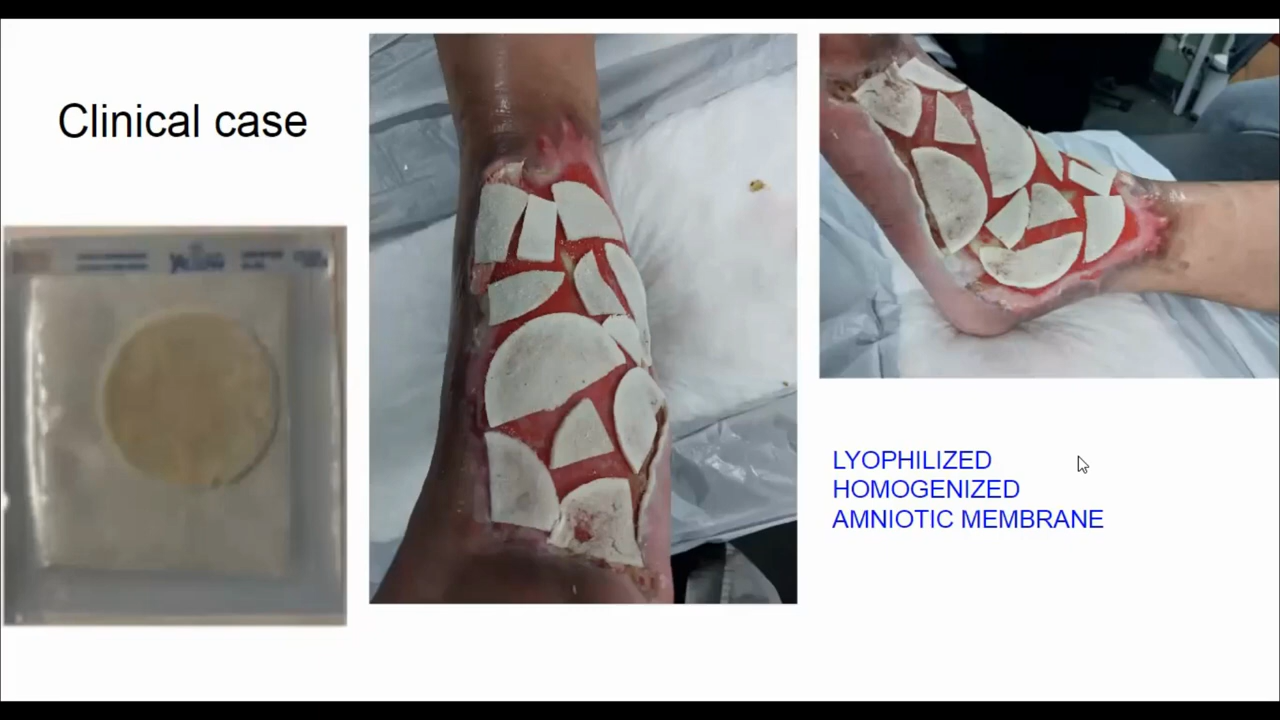 Clinical case
LYOPHILIZED
HOMOGENIZED
AMNIOTIC MEMBRANE